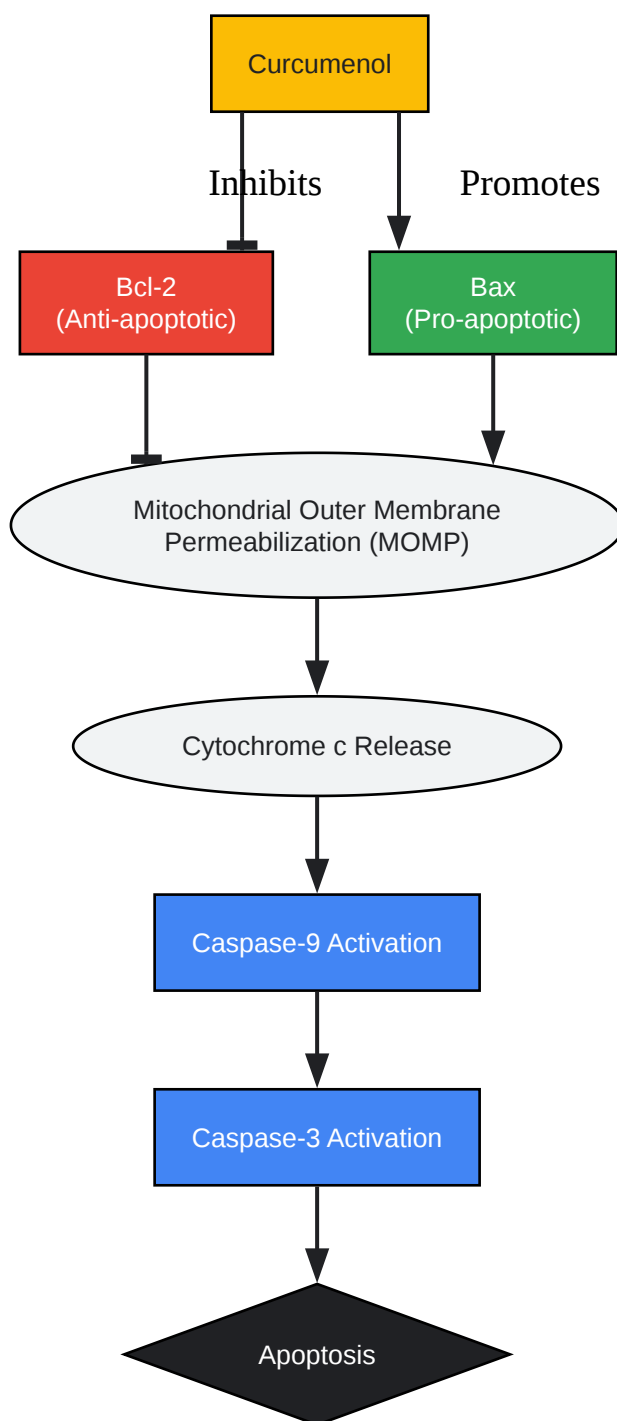 Curcumenol
Inhibits
Promotes
Bcl-2
(Anti-apoptotic)
Bax
(Pro-apoptotic)
Mitochondrial Outer Membrane
Permeabilization (MOMP)
Cytochrome c Release
Caspase-9 Activation
Caspase-3 Activation
Apoptosis